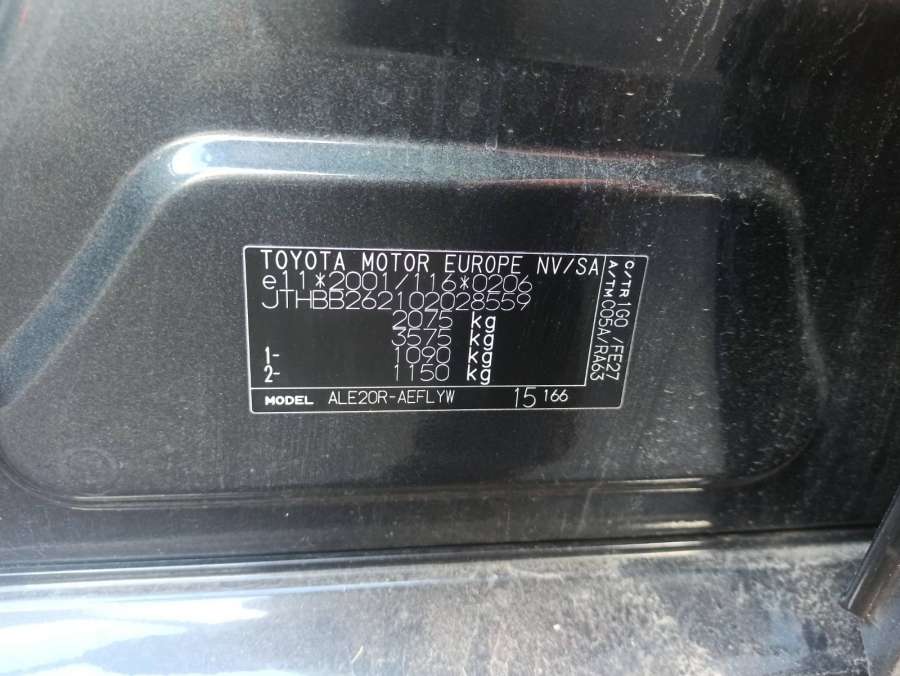 TOYOTA MOTOR EUROPE NV/SA
e11*2001/116*0206
JTHBB262102028559
2075 kg
3575 kg
1- 1090 kg
2- 1150 kg
MODEL ALE20R-AEFLYW 15 166
C/TR 1G0 /FE27
A/TM C05A/RA63